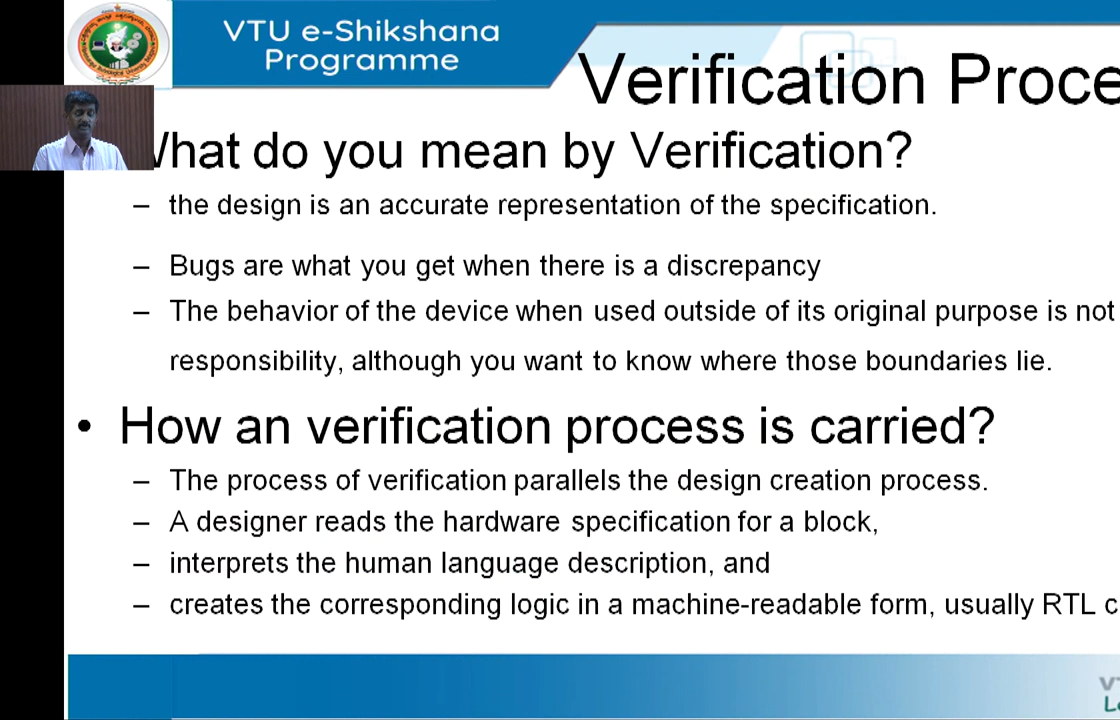 VTU e-Shikshana
Programme
Verification Proce
What do you mean by Verification?
– the design is an accurate representation of the specification.
– Bugs are what you get when there is a discrepancy
– The behavior of the device when used outside of its original purpose is not
responsibility, although you want to know where those boundaries lie.
• How an verification process is carried?
– The process of verification parallels the design creation process.
– A designer reads the hardware specification for a block,
– interprets the human language description, and
– creates the corresponding logic in a machine-readable form, usually RTL c
VT